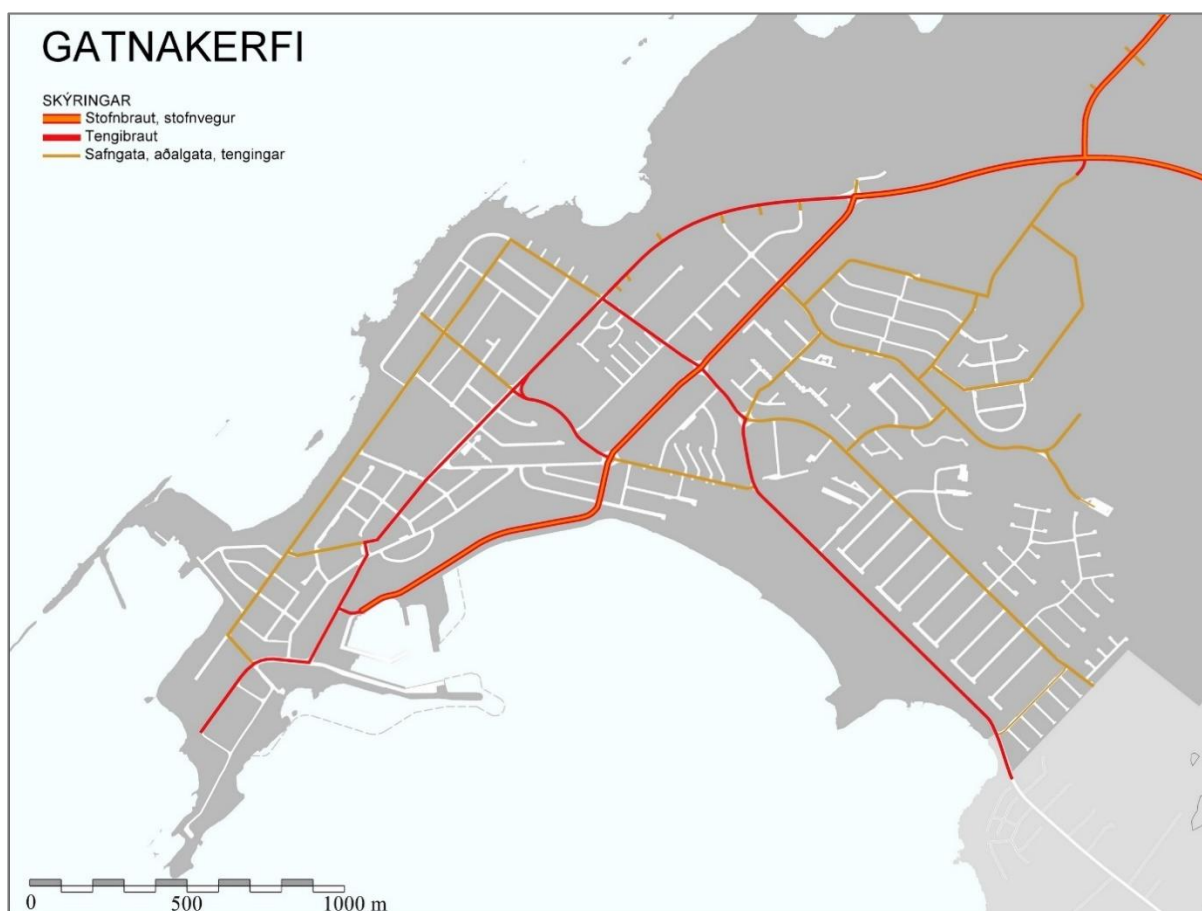 GATNAKERFI
SKÝRINGAR
Stofnbraut, stofnvegur
Tengibraut
Safngata, aðalgata, tengingar
0 500 1000 m